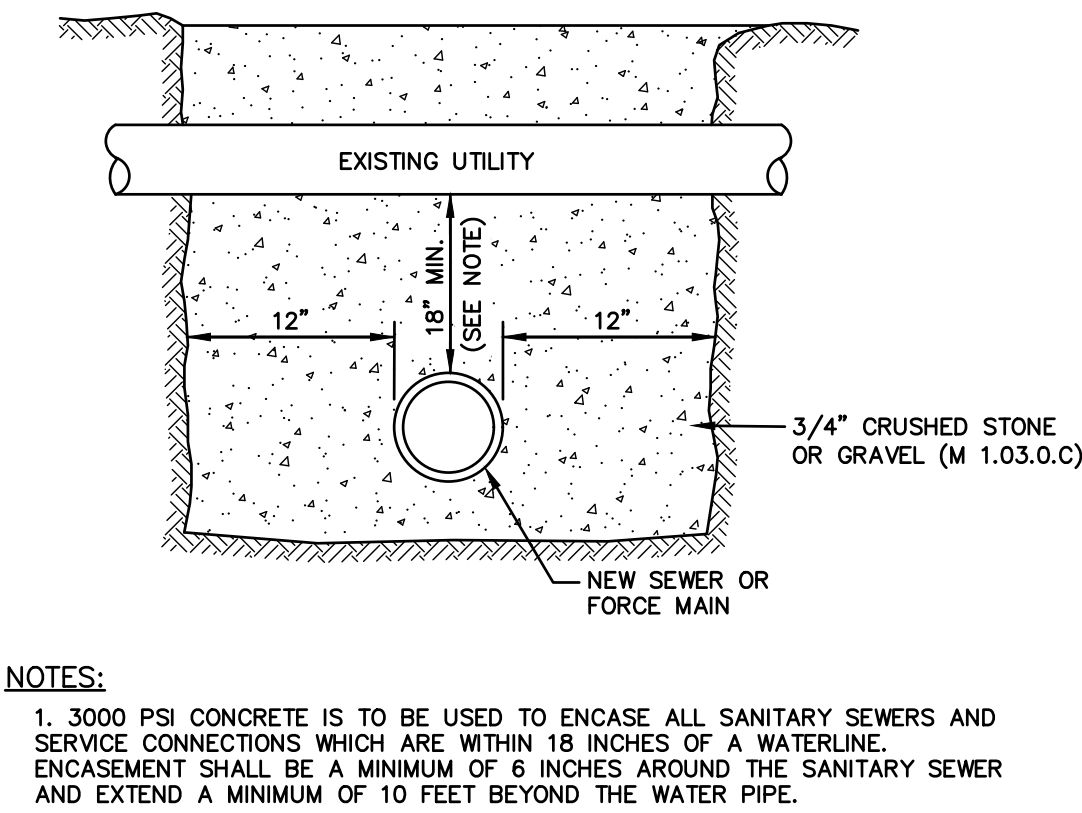 EXISTING UTILITY
18" MIN.
(SEE NOTE)
12"
12"
3/4" CRUSHED STONE
OR GRAVEL (M 1.03.0.C)
NEW SEWER OR
FORCE MAIN
NOTES:
1. 3000 PSI CONCRETE IS TO BE USED TO ENCASE ALL SANITARY SEWERS AND
SERVICE CONNECTIONS WHICH ARE WITHIN 18 INCHES OF A WATERLINE.
ENCASEMENT SHALL BE A MINIMUM OF 6 INCHES AROUND THE SANITARY SEWER
AND EXTEND A MINIMUM OF 10 FEET BEYOND THE WATER PIPE.